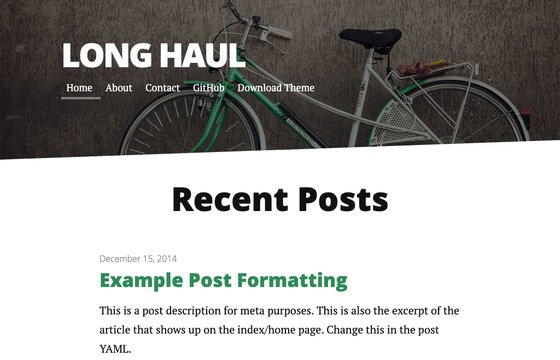 LONG HAUL
Home About Contact GitHub Download Theme
Recent Posts
December 15, 2014
Example Post Formatting
This is a post description for meta purposes. This is also the excerpt of the
article that shows up on the index/home page. Change this in the post
YAML.